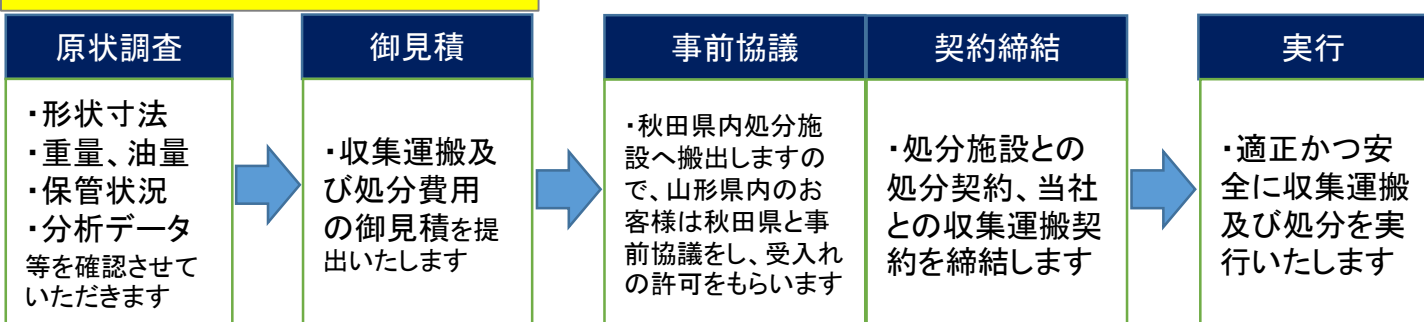 原状調査
・形状寸法
・重量、油量
・保管状況
・分析データ
等を確認させて
いただきます
御見積
・収集運搬及
び処分費用
の御見積を提
出いたします
事前協議
・秋田県内処分施
設へ搬出しますの
で、山形県内のお
客様は秋田県と事
前協議をし、受入れ
の許可をもらいます
契約締結
・処分施設との
処分契約、当社
との収集運搬契
約を締結します
実行
・適正かつ安
全に収集運搬
及び処分を実
行いたします